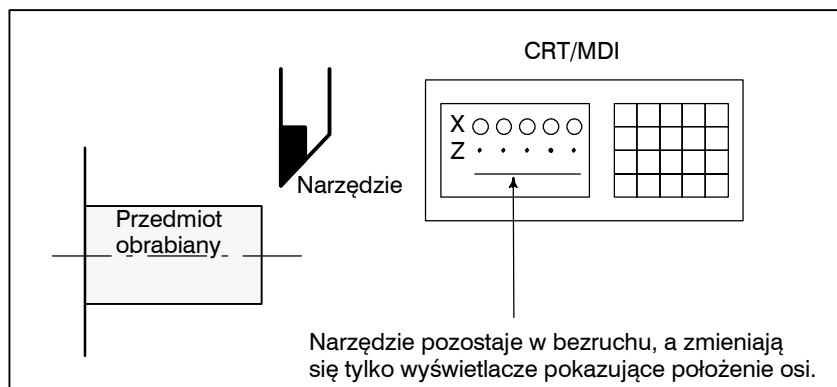 CRT/MDI
X
Z
Narzędzie
Przedmiot
obrabiany
Narzędzie pozostaje w bezruchu, a zmieniają
się tylko wyświetlacze pokazujące położenie osi.